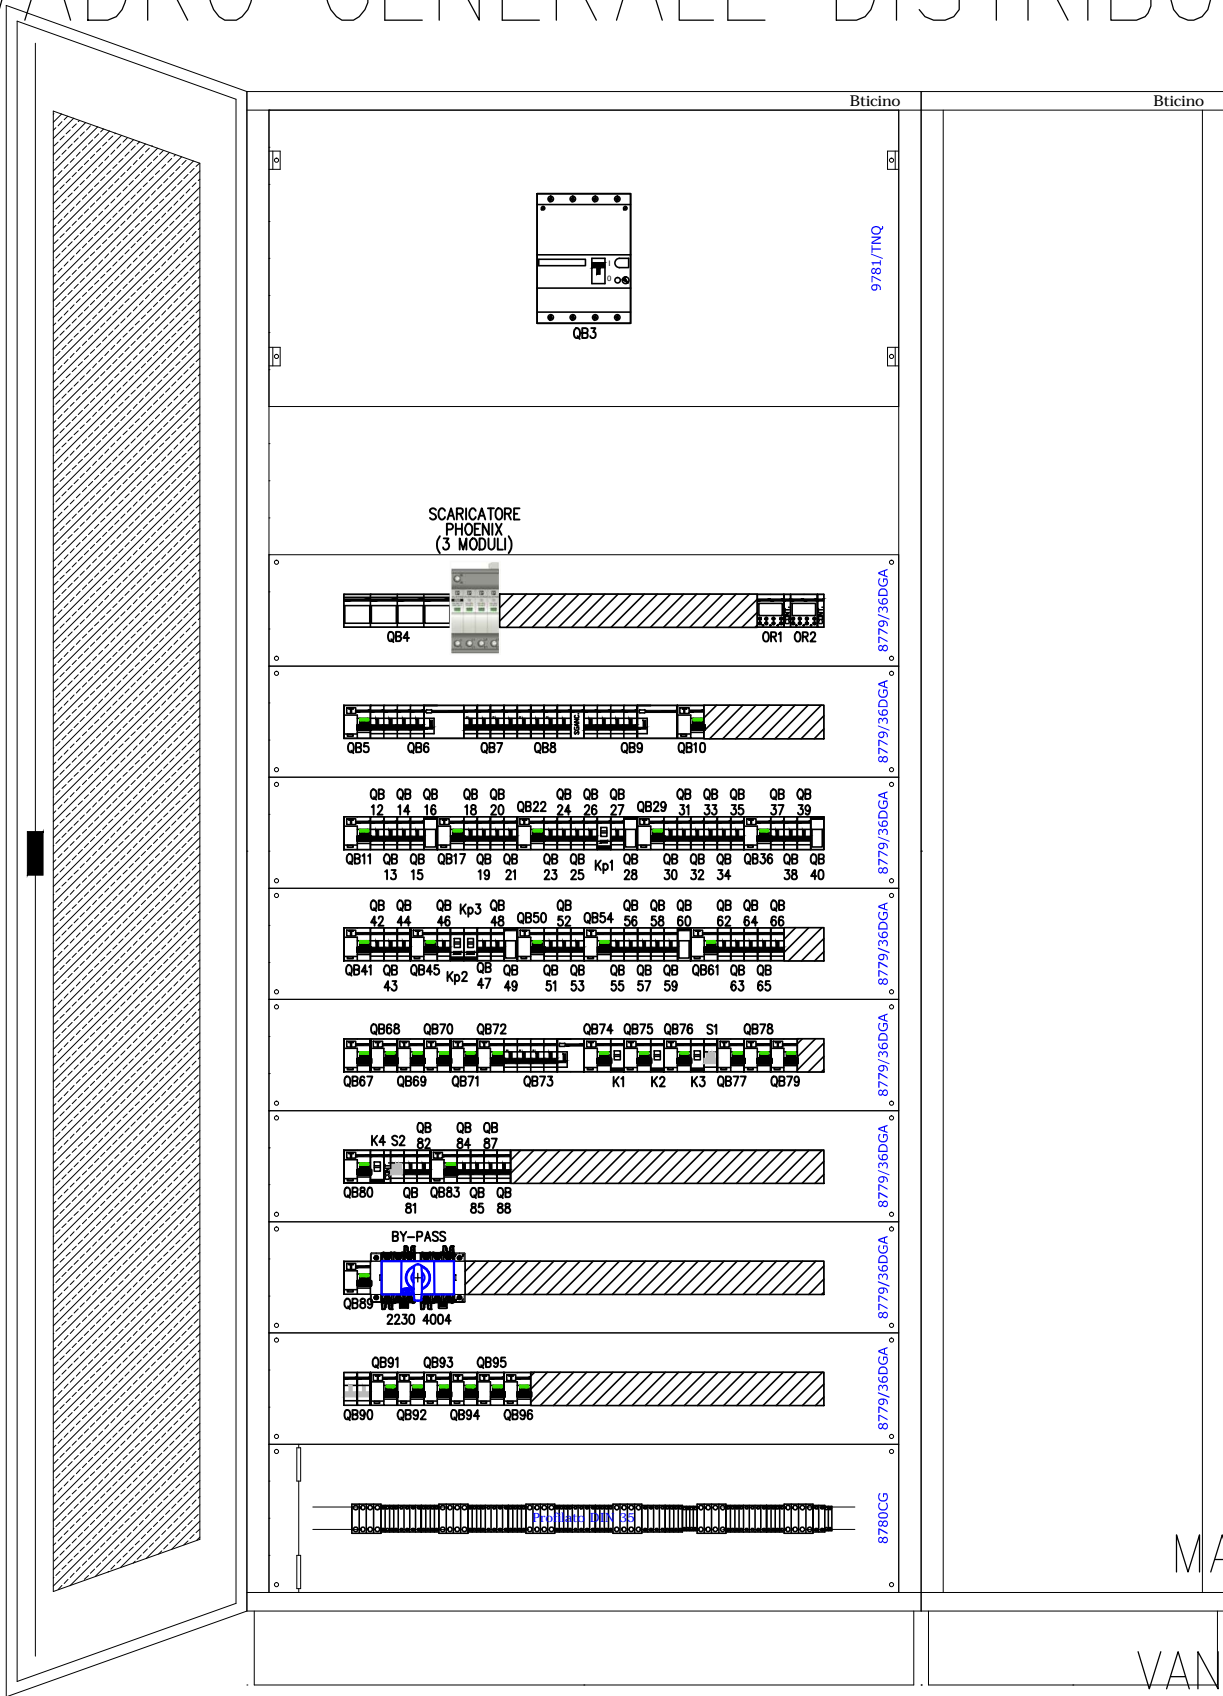 Bticino
Bticino
9781/TNQ
QB3
SCARICATORE
PHOENIX
(3 MODULI)
QB4
OR1 OR2
8779/36DGA
QB5 QB6 QB7 QB8 QB9 QB10
8779/36DGA
QB 12 QB 14 QB 16 QB 18 QB 20 QB22 QB 24 QB 26 QB 27 QB29 QB 31 QB 33 QB 35 QB 37 QB 39
QB11 QB 13 QB 15 QB17 QB 19 QB 21 QB 23 QB 25 Kp1 QB 28 QB 30 QB 32 QB 34 QB36 QB 38 QB 40
8779/36DGA
QB 42 QB 44 QB 46 Kp3 QB 48 QB50 QB 52 QB54 QB 56 QB 58 QB 60 QB 62 QB 64 QB 66
QB41 QB 43 QB45 Kp2 QB 47 QB 49 QB 51 QB 53 QB 55 QB 57 QB 59 QB61 QB 63 QB 65
8779/36DGA
QB68 QB70 QB72 QB74 QB75 QB76 S1 QB78
QB67 QB69 QB71 QB73 K1 K2 K3 QB77 QB79
8779/36DGA
K4 S2 QB 82 QB 84 QB 87
QB80 QB 81 QB83 QB 85 QB 88
8779/36DGA
BY-PASS
QB89
2230 4004
8779/36DGA
QB91 QB93 QB95
QB90 QB92 QB94 QB96
8779/36DGA
Profilato DIN 35
8780CG